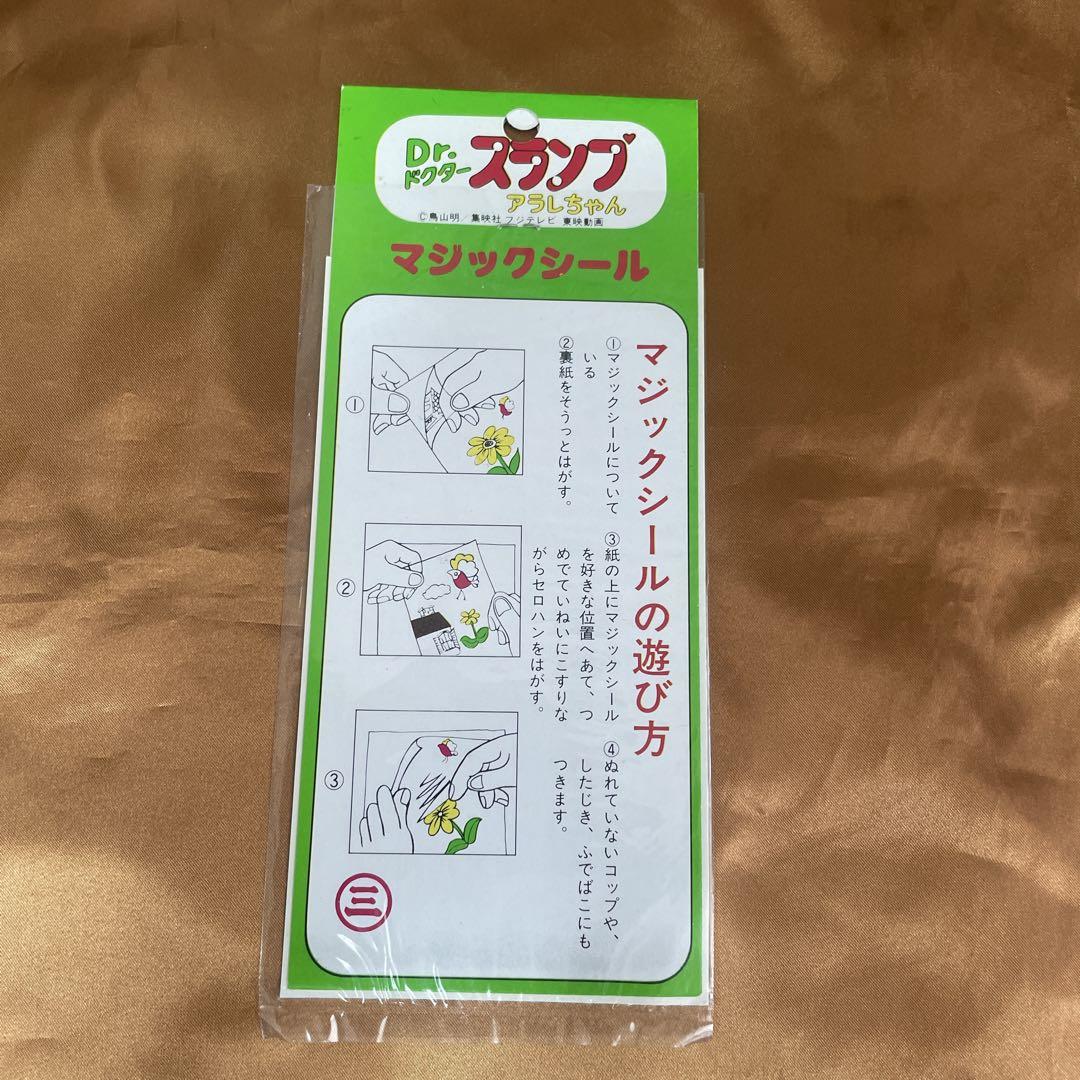 Dr.
ドクター
スランプ
アラレちゃん
©鳥山明/集映社 フジテレビ 東映動画
マジックシール
マジックシールの遊び方
①マジックシールについて
いる
②裏紙をそうっとはがす。
③紙の上にマジックシール
を好きな位置へあて、つ
めでていねいにこすりな
がらセロハンをはがす。
④ぬれていないコップや、
したじき、ふでばこにも
つきます。
①
②
③
三